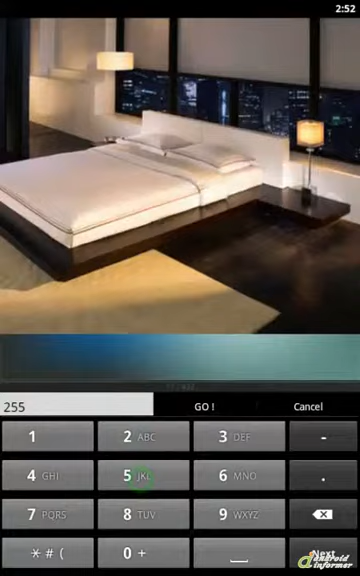 2:52
255 GO ! Cancel
1 2 ABC 3 DEF -
4 GHI 5 JKL 6 MNO .
7 PQRS 8 TUV 9 WXYZ
* # ( 0 + Next
android
informer